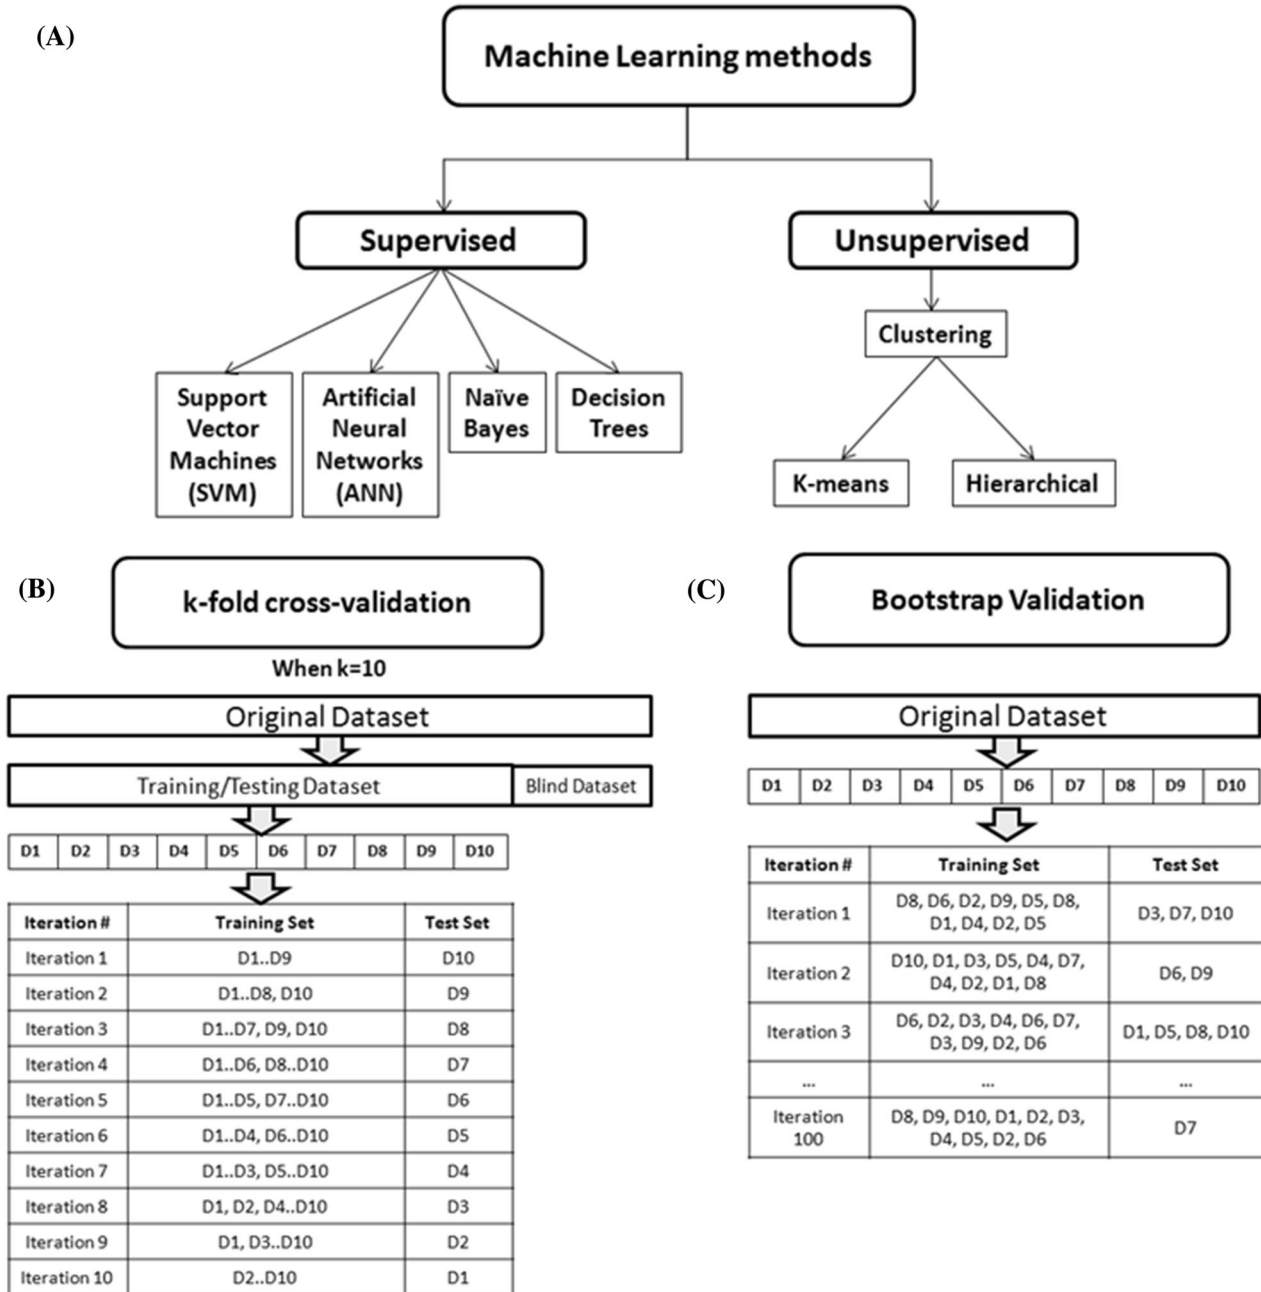 (A)
Machine Learning methods
Supervised
Unsupervised
Support
Vector
Machines
(SVM)
Artificial
Neural
Networks
(ANN)
Naïve
Bayes
Decision
Trees
Clustering
K-means
Hierarchical
(B)
k-fold cross-validation
When k=10
Original Dataset
Training/Testing Dataset
Blind Dataset
D1 D2 D3 D4 D5 D6 D7 D8 D9 D10
Iteration # Training Set Test Set
Iteration 1 D1..D9 D10
Iteration 2 D1..D8, D10 D9
Iteration 3 D1..D7, D9, D10 D8
Iteration 4 D1..D6, D8..D10 D7
Iteration 5 D1..D5, D7..D10 D6
Iteration 6 D1..D4, D6..D10 D5
Iteration 7 D1..D3, D5..D10 D4
Iteration 8 D1, D2, D4..D10 D3
Iteration 9 D1, D3..D10 D2
Iteration 10 D2..D10 D1
(C)
Bootstrap Validation
Original Dataset
D1 D2 D3 D4 D5 D6 D7 D8 D9 D10
Iteration # Training Set Test Set
Iteration 1
D8, D6, D2, D9, D5, D8,
D1, D4, D2, D5
D3, D7, D10
Iteration 2
D10, D1, D3, D5, D4, D7,
D4, D2, D1, D8
D6, D9
Iteration 3
D6, D2, D3, D4, D6, D7,
D3, D9, D2, D6
D1, D5, D8, D10
... ... ...
Iteration
100
D8, D9, D10, D1, D2, D3,
D4, D5, D2, D6
D7